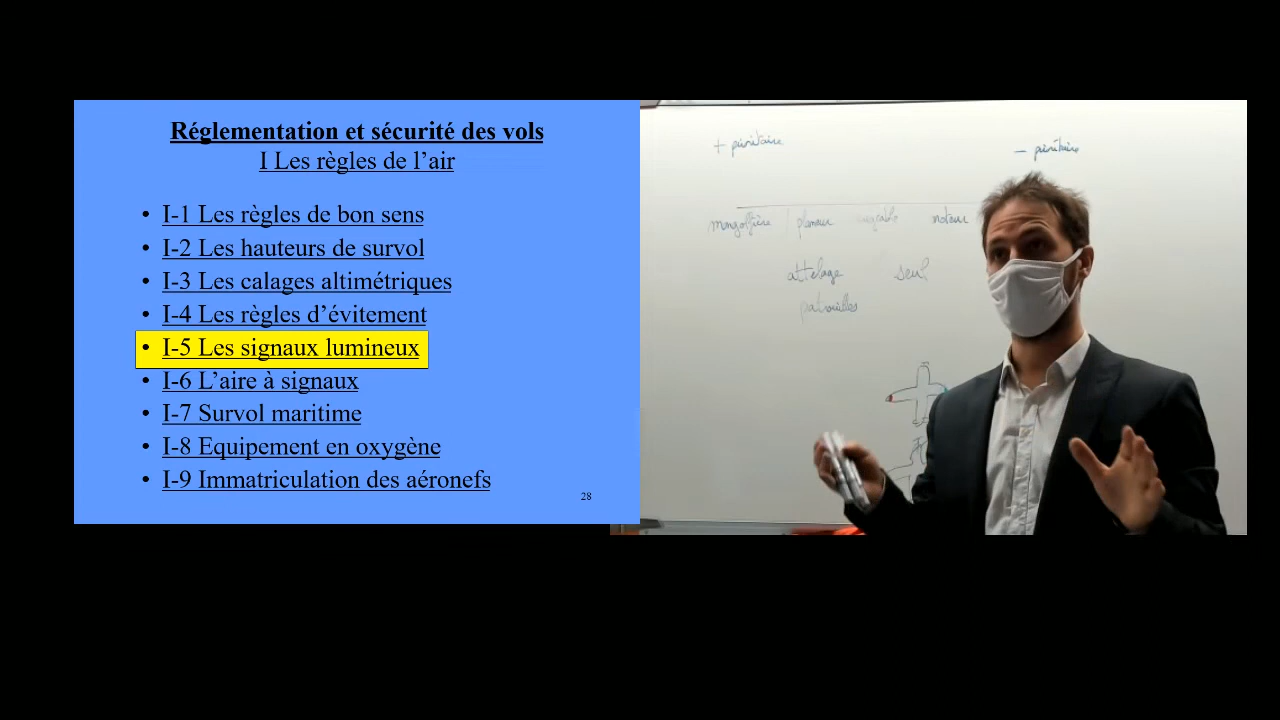 Réglementation et sécurité des vols
I Les règles de l’air
• I-1 Les règles de bon sens
• I-2 Les hauteurs de survol
• I-3 Les calages altimétriques
• I-4 Les règles d’évitement
• I-5 Les signaux lumineux
• I-6 L’aire à signaux
• I-7 Survol maritime
• I-8 Equipement en oxygène
• I-9 Immatriculation des aéronefs
28
+ prioritaire
– prioritaire
mongolfière / planeur dirigeable moteur
attelage seul
patrouilles